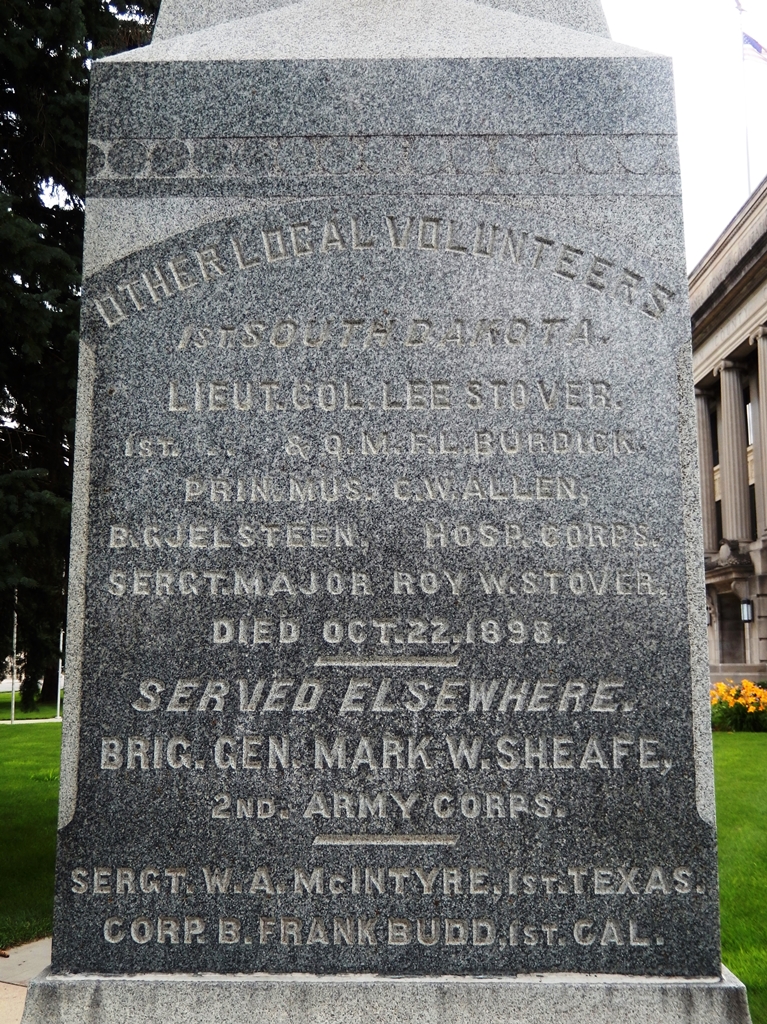 OTHER LOCAL VOLUNTEERS
1ST SOUTH DAKOTA.
LIEUT. COL. LEE STOVER.
1ST. .. & Q.M. F.L. BURDICK.
PRIN. MUS. C.W. ALLEN,
B. GJELSTEEN, HOSP. CORPS.
SERGT. MAJOR ROY W. STOVER.
DIED OCT. 22, 1898.
SERVED ELSEWHERE.
BRIG. GEN. MARK W. SHEAFE,
2ND. ARMY CORPS.
SERGT. W. A. McINTYRE, 1ST. TEXAS.
CORP. B. FRANK BUDD, 1ST. CAL.